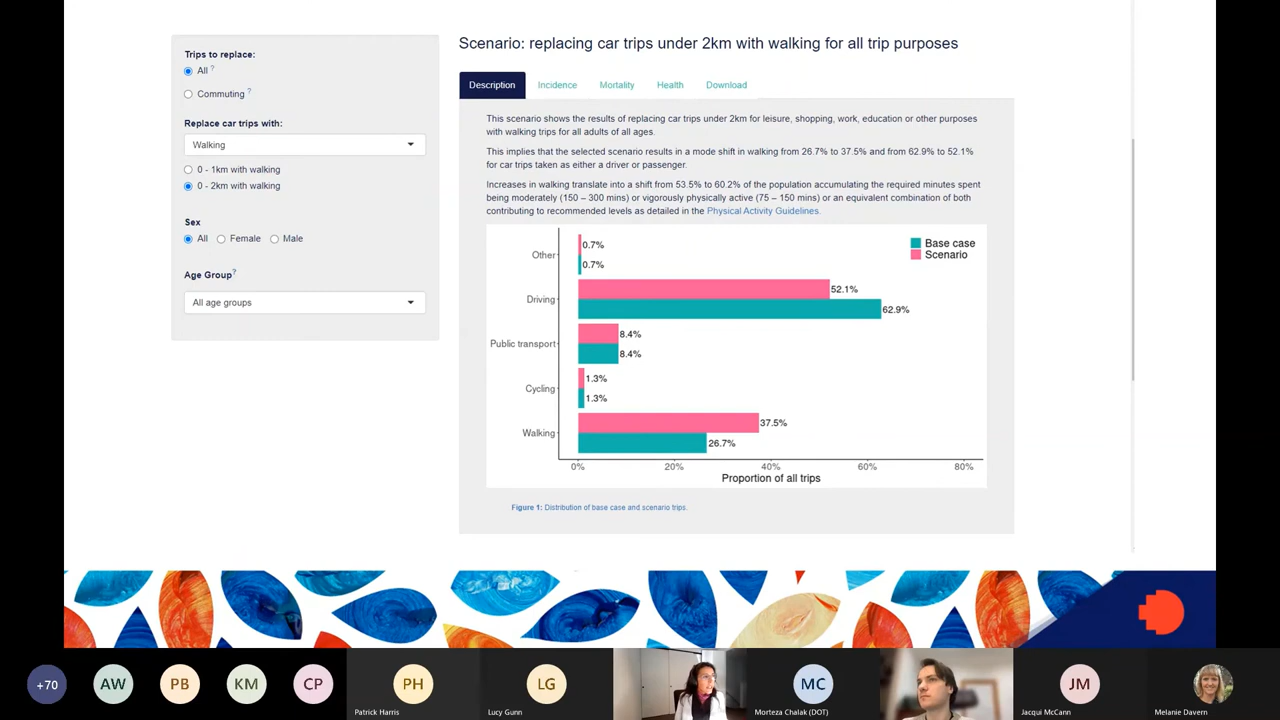 Trips to replace:
All ?
Commuting ?
Replace car trips with:
Walking
0 - 1km with walking
0 - 2km with walking
Sex
All Female Male
Age Group?
All age groups
Scenario: replacing car trips under 2km with walking for all trip purposes
Description Incidence Mortality Health Download
This scenario shows the results of replacing car trips under 2km for leisure, shopping, work, education or other purposes
with walking trips for all adults of all ages.
This implies that the selected scenario results in a mode shift in walking from 26.7% to 37.5% and from 62.9% to 52.1%
for car trips taken as either a driver or passenger.
Increases in walking translate into a shift from 53.5% to 60.2% of the population accumulating the required minutes spent
being moderately (150 – 300 mins) or vigorously physically active (75 – 150 mins) or an equivalent combination of both
contributing to recommended levels as detailed in the Physical Activity Guidelines.
Base case
Scenario
Other
0.7%
0.7%
Driving
52.1%
62.9%
Public transport
8.4%
8.4%
Cycling
1.3%
1.3%
Walking
37.5%
26.7%
0% 20% 40% 60% 80%
Proportion of all trips
Figure 1: Distribution of base case and scenario trips.
+70 AW PB KM CP PH LG MC JM
Patrick Harris Lucy Gunn Morteza Chalak (DOT) Jacqui McCann Melanie Davern